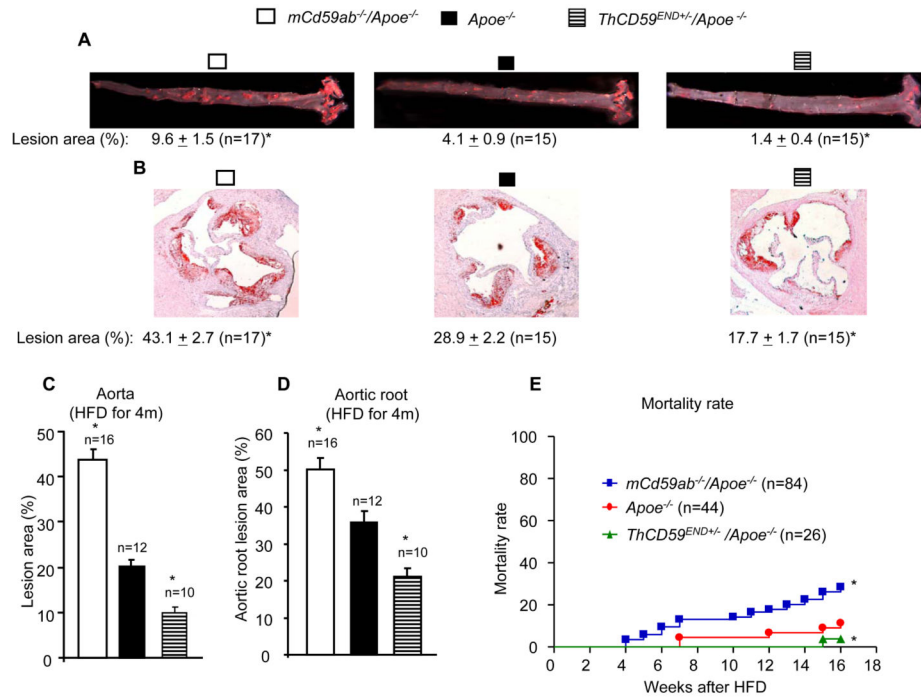 mCd59ab-/-/Apoe-/- Apoe-/- ThCD59END+/-/Apoe -/-
A
Lesion area (%): 9.6 ± 1.5 (n=17)* 4.1 ± 0.9 (n=15) 1.4 ± 0.4 (n=15)*
B
Lesion area (%): 43.1 ± 2.7 (n=17)* 28.9 ± 2.2 (n=15) 17.7 ± 1.7 (n=15)*
C
Aorta
(HFD for 4m)
Lesion area (%)
50
40
30
20
10
0
*
n=16
n=12
*
n=10
D
Aortic root
(HFD for 4m)
Aortic root lesion area (%)
60
50
40
30
20
10
0
*
n=16
n=12
*
n=10
E
Mortality rate
Mortality rate
100
80
60
40
20
0
mCd59ab-/-/Apoe-/- (n=84)
Apoe-/- (n=44)
ThCD59END+/- /Apoe-/- (n=26)
*
*
0 2 4 6 8 10 12 14 16 18
Weeks after HFD